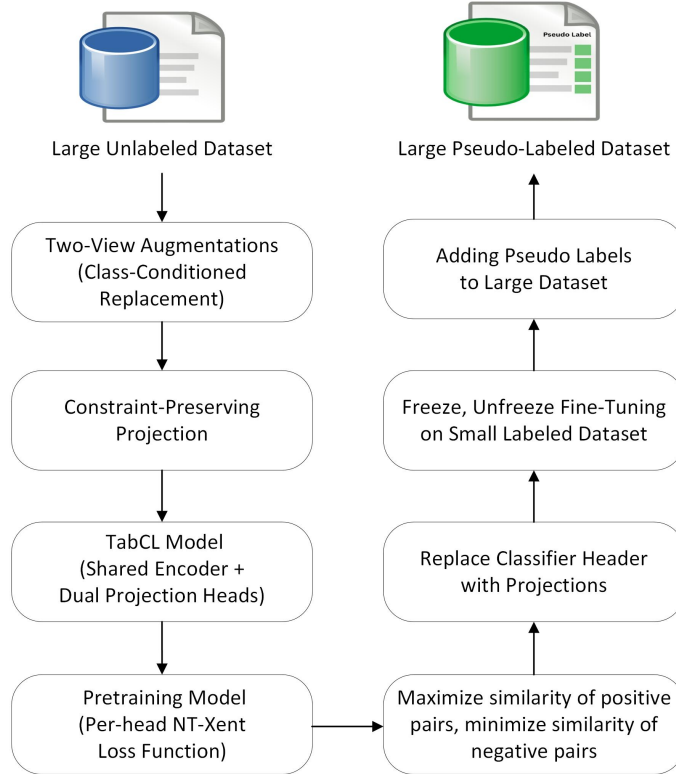 Large Unlabeled Dataset
Two-View Augmentations
(Class-Conditioned
Replacement)
Constraint-Preserving
Projection
TabCL Model
(Shared Encoder +
Dual Projection Heads)
Pretraining Model
(Per-head NT-Xent
Loss Function)
Maximize similarity of positive
pairs, minimize similarity of
negative pairs
Replace Classifier Header
with Projections
Freeze, Unfreeze Fine-Tuning
on Small Labeled Dataset
Adding Pseudo Labels
to Large Dataset
Pseudo Label
Large Pseudo-Labeled Dataset